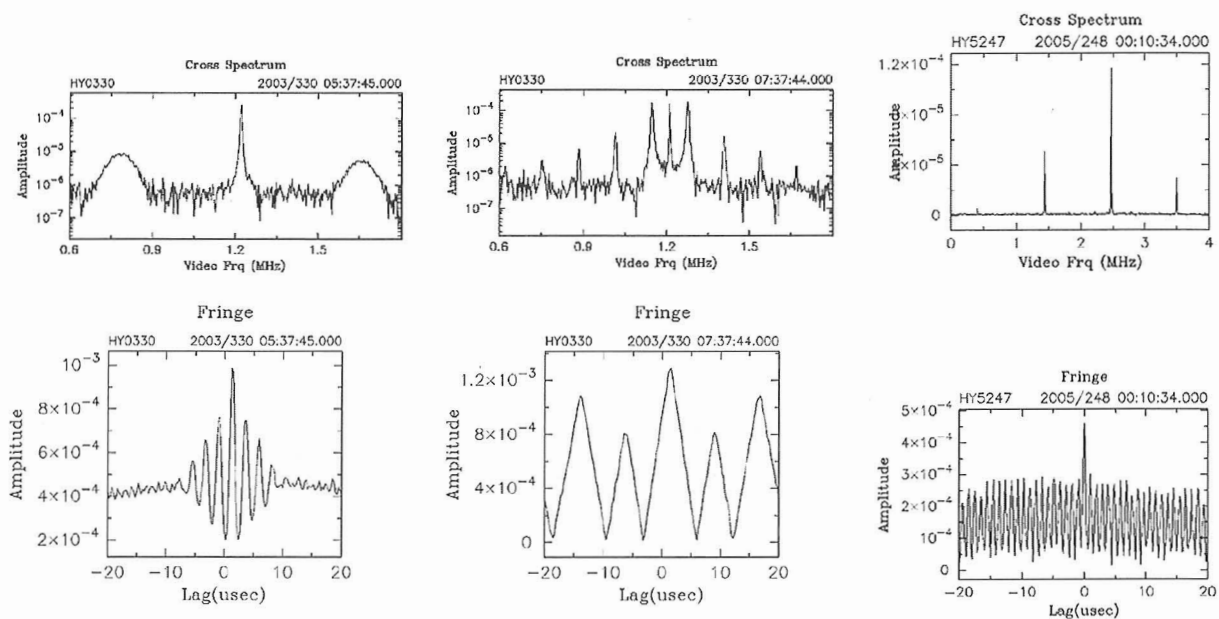 Cross Spectrum
HY0330 2003/330 05:37:45.000
Amplitude
10⁻⁴
10⁻⁵
10⁻⁶
10⁻⁷
0.6 0.9 1.2 1.5
Video Frq (MHz)
Cross Spectrum
HY0330 2003/330 07:37:44.000
Amplitude
10⁻⁴
10⁻⁵
10⁻⁶
10⁻⁷
0.6 0.9 1.2 1.5
Video Frq (MHz)
Cross Spectrum
HY5247 2005/248 00:10:34.000
Amplitude
1.2×10⁻⁴
10⁻⁵
10⁻⁵
0
0 1 2 3 4
Video Frq (MHz)
Fringe
HY0330 2003/330 05:37:45.000
Amplitude
10⁻³
8×10⁻⁴
6×10⁻⁴
4×10⁻⁴
2×10⁻⁴
−20 −10 0 10 20
Lag(usec)
Fringe
HY0330 2003/330 07:37:44.000
Amplitude
1.2×10⁻³
8×10⁻⁴
4×10⁻⁴
0
−20 −10 0 10 20
Lag(usec)
Fringe
HY5247 2005/248 00:10:34.000
Amplitude
5×10⁻⁴
4×10⁻⁴
3×10⁻⁴
2×10⁻⁴
10⁻⁴
0
−20 −10 0 10 20
Lag(usec)